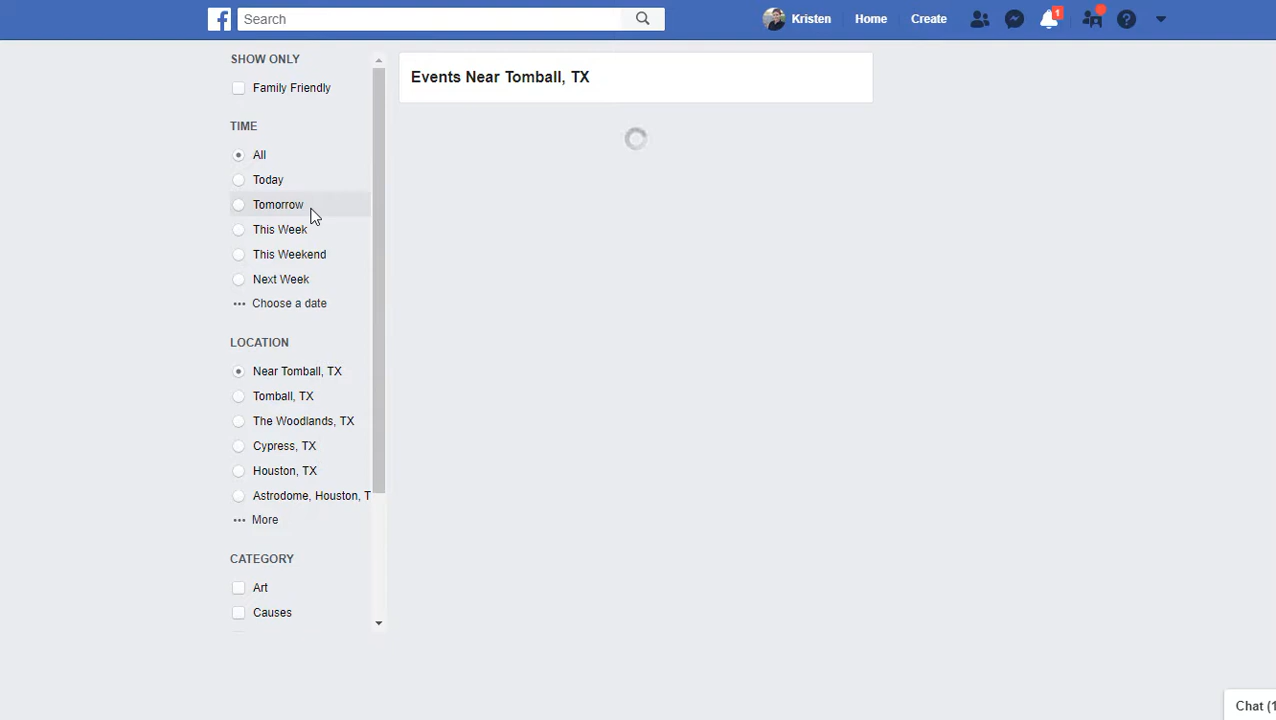 Search
Kristen
Home
Create
1
SHOW ONLY
Family Friendly
TIME
All
Today
Tomorrow
This Week
This Weekend
Next Week
Choose a date
LOCATION
Near Tomball, TX
Tomball, TX
The Woodlands, TX
Cypress, TX
Houston, TX
Astrodome, Houston, T
More
CATEGORY
Art
Causes
Events Near Tomball, TX
Chat (1